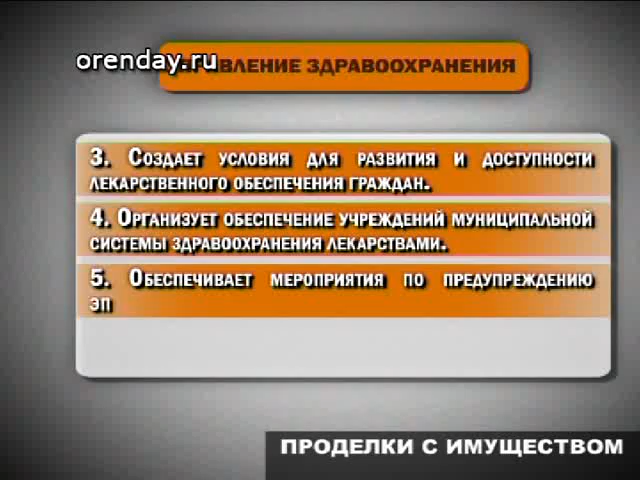 orenday.ru
ВЛЕНИЕ ЗДРАВООХРАНЕНИЯ
3. Создает условия для развития и доступности
лекарственного обеспечения граждан.
4. Организует обеспечение учреждений муниципальной
системы здравоохранения лекарствами.
5. Обеспечивает мероприятия по предупреждению
эп
ПРОДЕЛКИ С ИМУЩЕСТВОМ